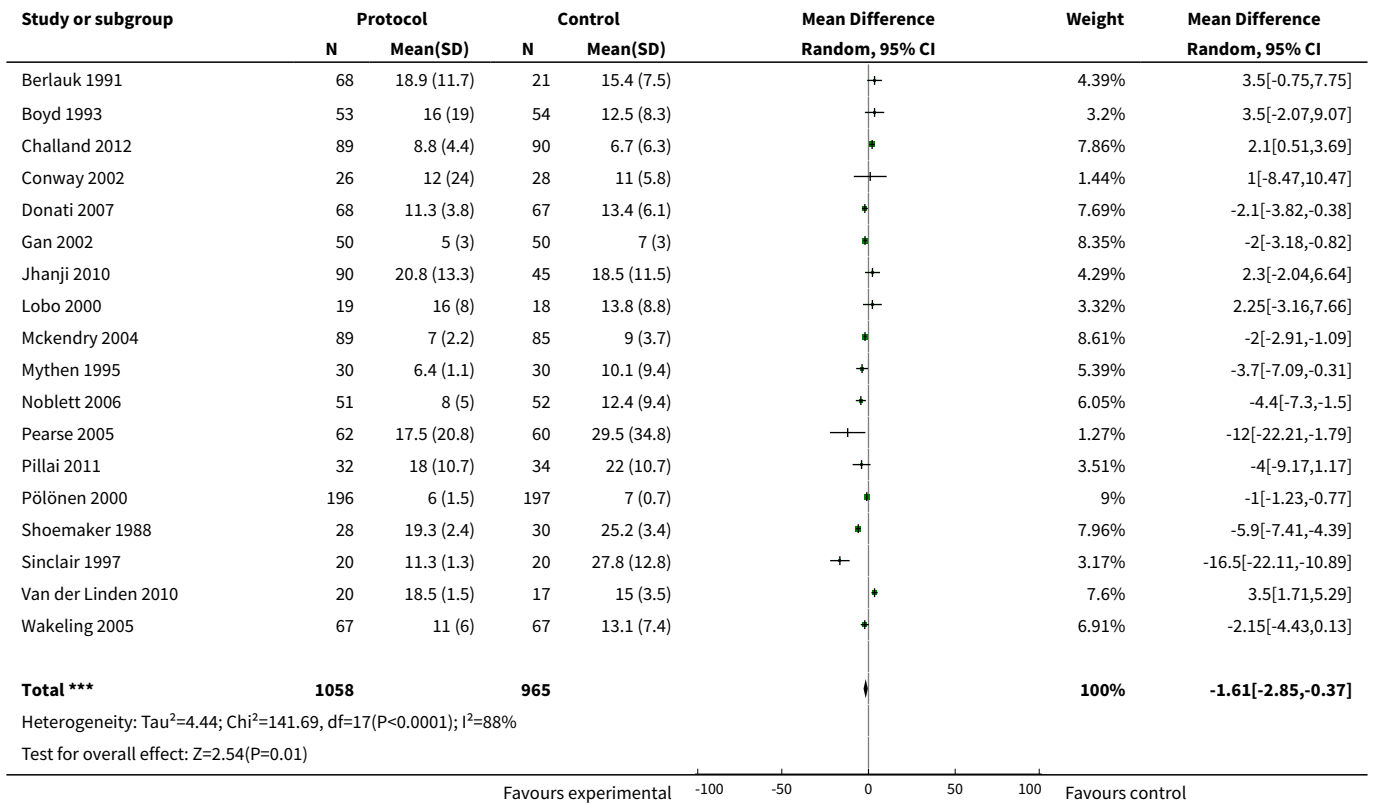 Study or subgroup Protocol Control Mean Difference Weight Mean Difference
N Mean(SD) N Mean(SD) Random, 95% CI Random, 95% CI
Berlauk 1991 68 18.9 (11.7) 21 15.4 (7.5) 4.39% 3.5[-0.75,7.75]
Boyd 1993 53 16 (19) 54 12.5 (8.3) 3.2% 3.5[-2.07,9.07]
Challand 2012 89 8.8 (4.4) 90 6.7 (6.3) 7.86% 2.1[0.51,3.69]
Conway 2002 26 12 (24) 28 11 (5.8) 1.44% 1[-8.47,10.47]
Donati 2007 68 11.3 (3.8) 67 13.4 (6.1) 7.69% -2.1[-3.82,-0.38]
Gan 2002 50 5 (3) 50 7 (3) 8.35% -2[-3.18,-0.82]
Jhanji 2010 90 20.8 (13.3) 45 18.5 (11.5) 4.29% 2.3[-2.04,6.64]
Lobo 2000 19 16 (8) 18 13.8 (8.8) 3.32% 2.25[-3.16,7.66]
Mckendry 2004 89 7 (2.2) 85 9 (3.7) 8.61% -2[-2.91,-1.09]
Mythen 1995 30 6.4 (1.1) 30 10.1 (9.4) 5.39% -3.7[-7.09,-0.31]
Noblett 2006 51 8 (5) 52 12.4 (9.4) 6.05% -4.4[-7.3,-1.5]
Pearse 2005 62 17.5 (20.8) 60 29.5 (34.8) 1.27% -12[-22.21,-1.79]
Pillai 2011 32 18 (10.7) 34 22 (10.7) 3.51% -4[-9.17,1.17]
Pölönen 2000 196 6 (1.5) 197 7 (0.7) 9% -1[-1.23,-0.77]
Shoemaker 1988 28 19.3 (2.4) 30 25.2 (3.4) 7.96% -5.9[-7.41,-4.39]
Sinclair 1997 20 11.3 (1.3) 20 27.8 (12.8) 3.17% -16.5[-22.11,-10.89]
Van der Linden 2010 20 18.5 (1.5) 17 15 (3.5) 7.6% 3.5[1.71,5.29]
Wakeling 2005 67 11 (6) 67 13.1 (7.4) 6.91% -2.15[-4.43,0.13]
Total *** 1058 965 100% -1.61[-2.85,-0.37]
Heterogeneity: Tau²=4.44; Chi²=141.69, df=17(P<0.0001); I²=88%
Test for overall effect: Z=2.54(P=0.01)
Favours experimental -100 -50 0 50 100 Favours control